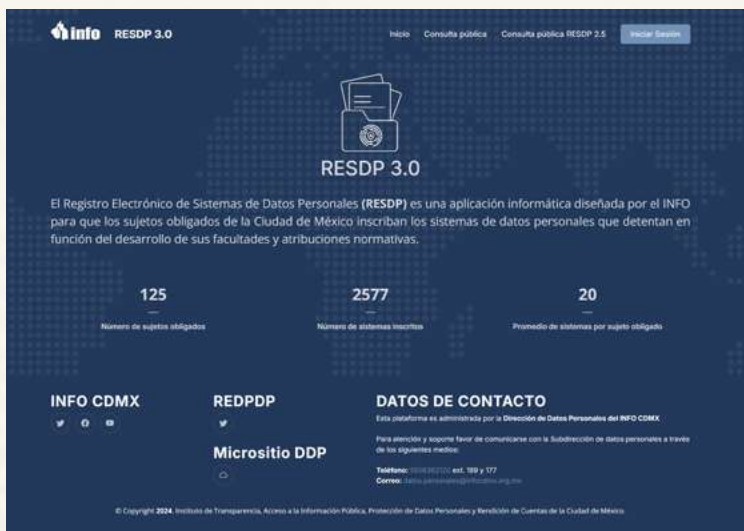 info RESDP 3.0
Inicio Consulta pública Consulta pública RESDP 2.5 Iniciar Sesión
RESDP 3.0
El Registro Electrónico de Sistemas de Datos Personales (RESDP) es una aplicación informática diseñada por el INFO
para que los sujetos obligados de la Ciudad de México inscriban los sistemas de datos personales que detentan en
función del desarrollo de sus facultades y atribuciones normativas.
125
Número de sujetos obligados
2577
Número de sistemas inscritos
20
Promedio de sistemas por sujeto obligado
INFO CDMX
REDPDP
Micrositio DDP
DATOS DE CONTACTO
Esta plataforma es administrada por la Dirección de Datos Personales del INFO CDMX
Para atención y soporte favor de comunicarse con la Subdirección de datos personales a través
de los siguientes medios:
Teléfono: ext. 189 y 177
Correo: datos.personales@infocdmx.org.mx
© Copyright 2024, Instituto de Transparencia, Acceso a la Información Pública, Protección de Datos Personales y Rendición de Cuentas de la Ciudad de México